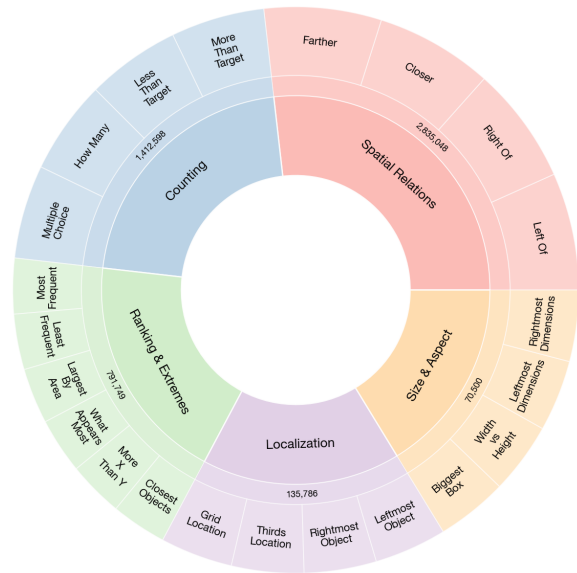 More
Than
Target
Farther
Closer
Right Of
Left Of
Less
Than
Target
How Many
Multiple
Choice
1,412,598
Counting
2,835,048
Spatial Relations
Most
Frequent
Least
Frequent
Largest
By
Area
What
Appears
Most
More
X
Than Y
Closest
Objects
791,749
Ranking & Extremes
Size & Aspect
70,500
Rightmost
Dimensions
Leftmost
Dimensions
Width
vs
Height
Biggest
Box
Localization
135,786
Grid
Location
Thirds
Location
Rightmost
Object
Leftmost
Object